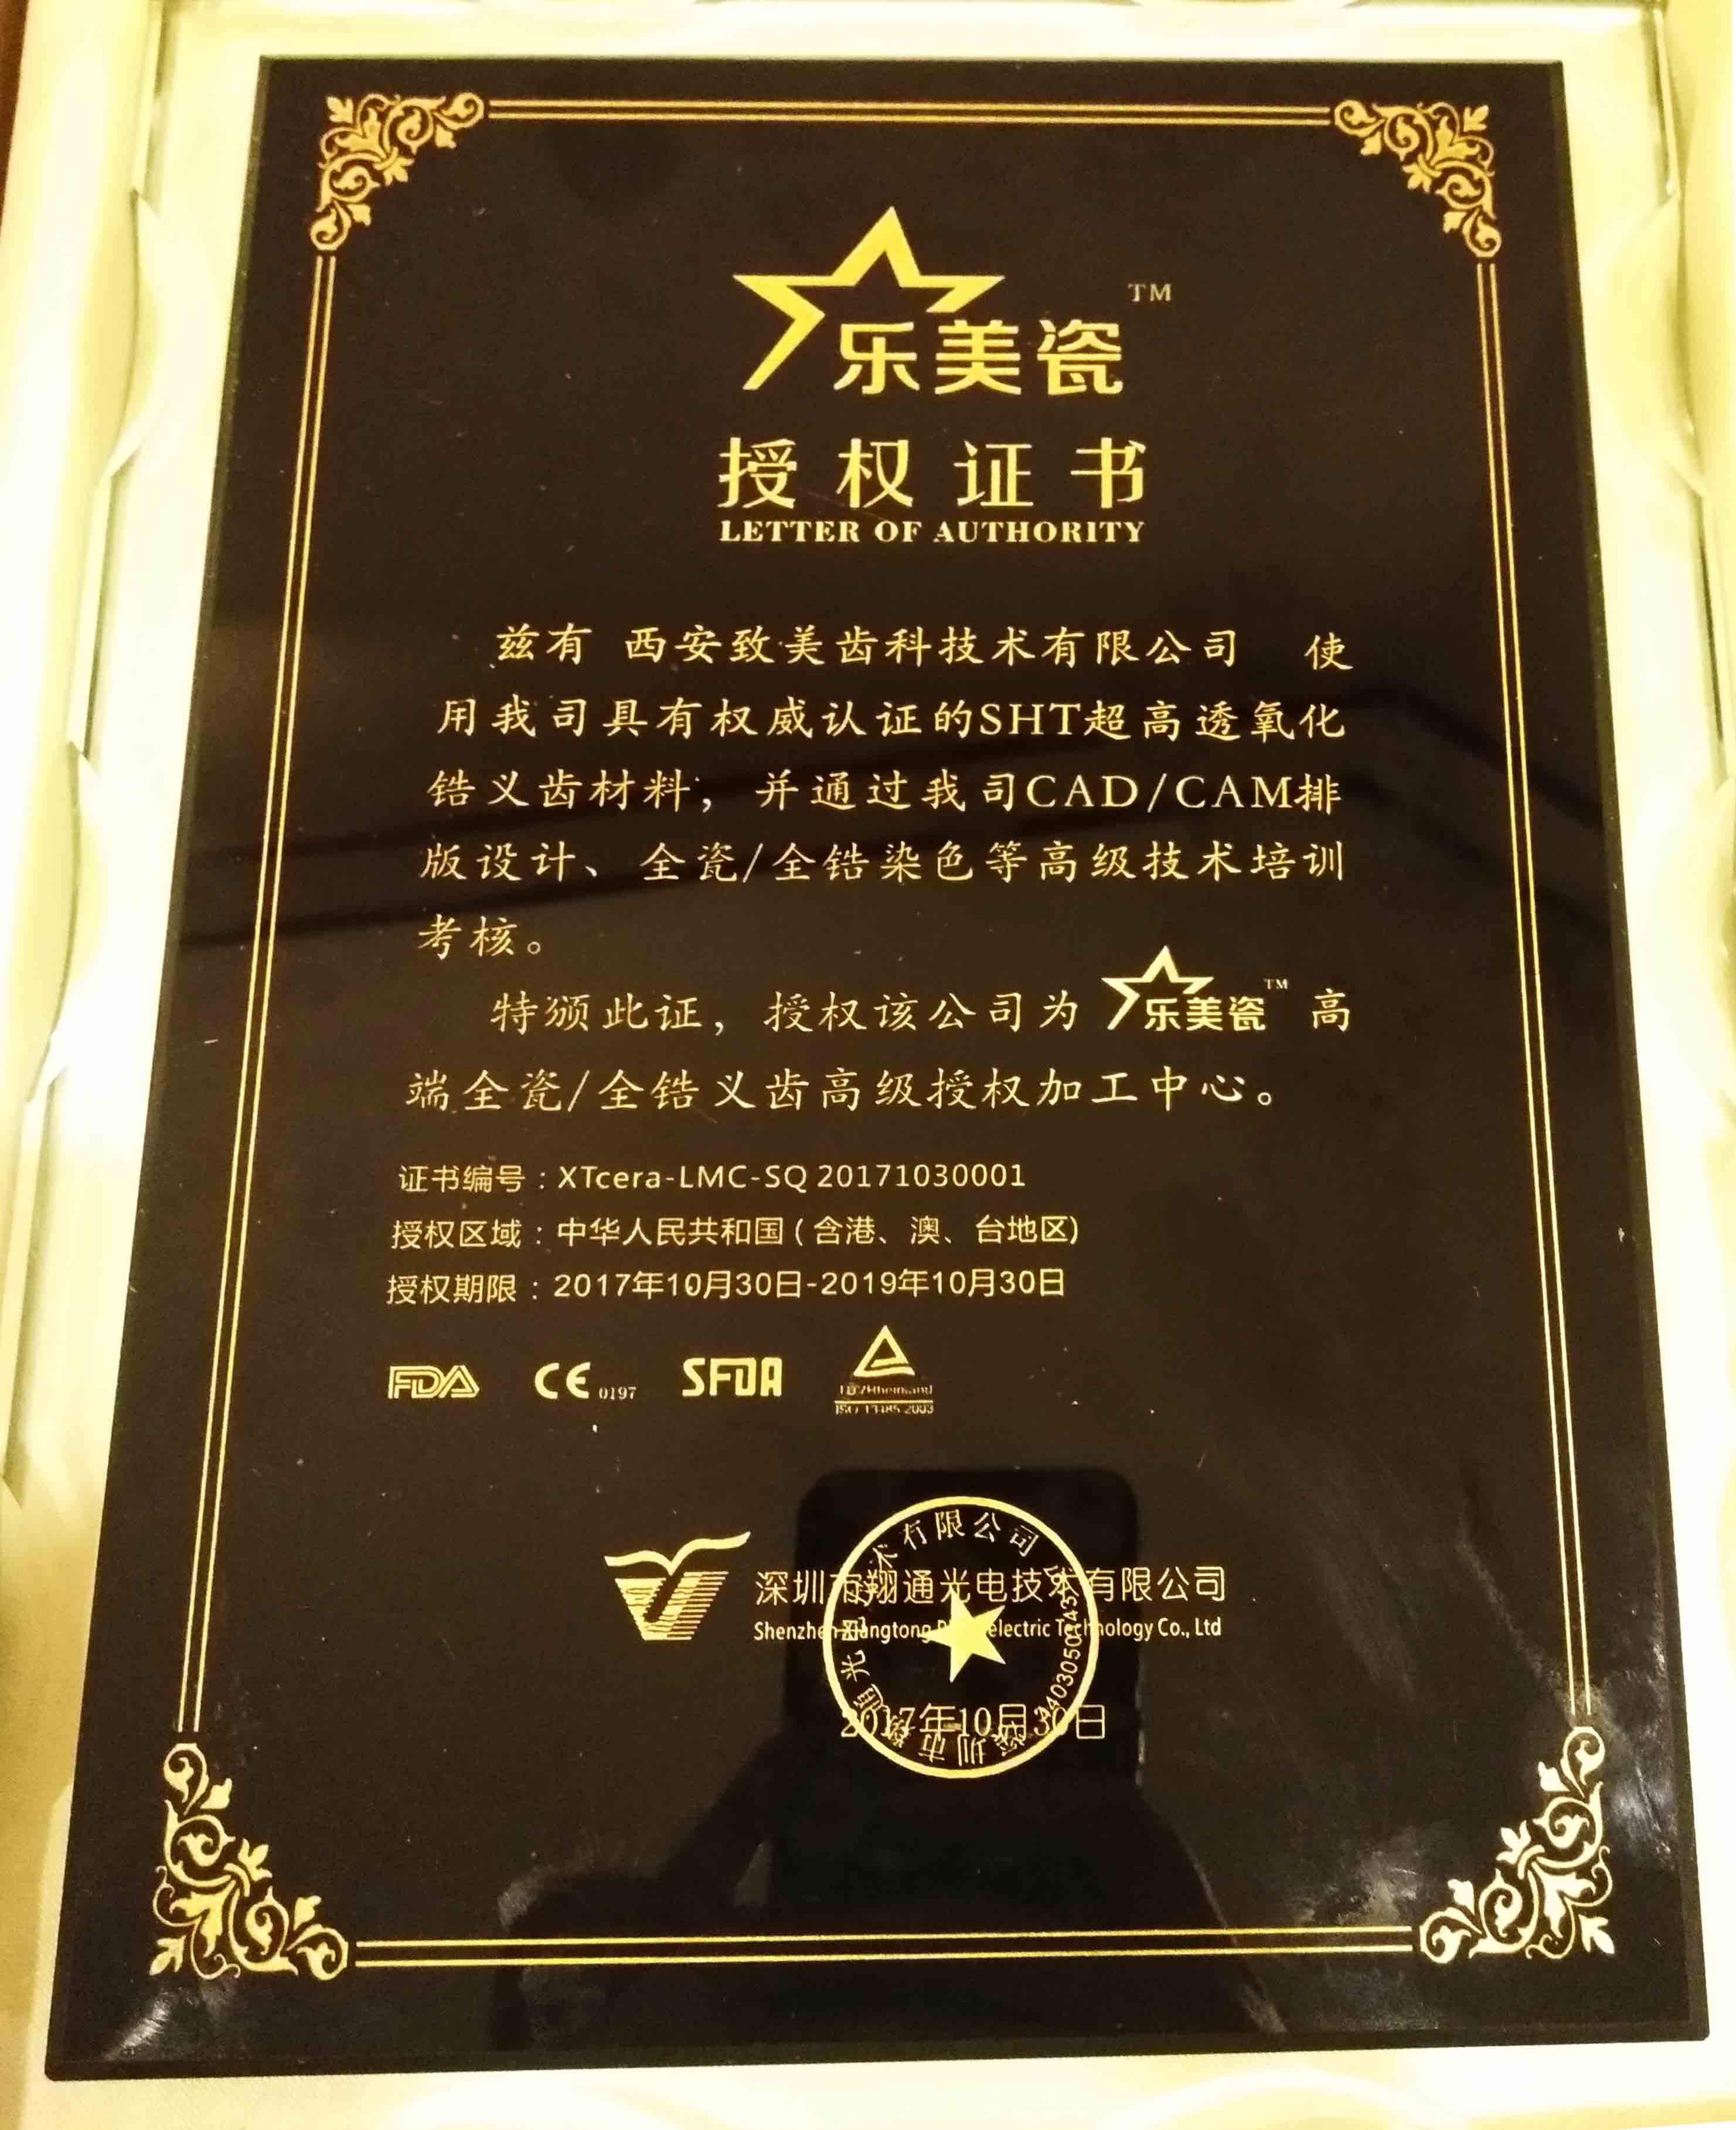 乐美瓷 TM
授权证书
LETTER OF AUTHORITY
兹有 西安致美齿科技术有限公司 使
用我司具有权威认证的SHT超高透氧化
锆义齿材料，并通过我司CAD/CAM排
版设计、全瓷/全锆染色等高级技术培训
考核。
特颁此证，授权该公司为 乐美瓷 TM 高
端全瓷/全锆义齿高级授权加工中心。
证书编号：XTcera-LMC-SQ 20171030001
授权区域：中华人民共和国（含港、澳、台地区）
授权期限：2017年10月30日-2019年10月30日
FDA CE 0197 SFDA TÜVRheinland
ISO 13485:2003
深圳市翔通光电技术有限公司
Shenzhen Xiangtong electric Technology Co., Ltd
2017年10月30日